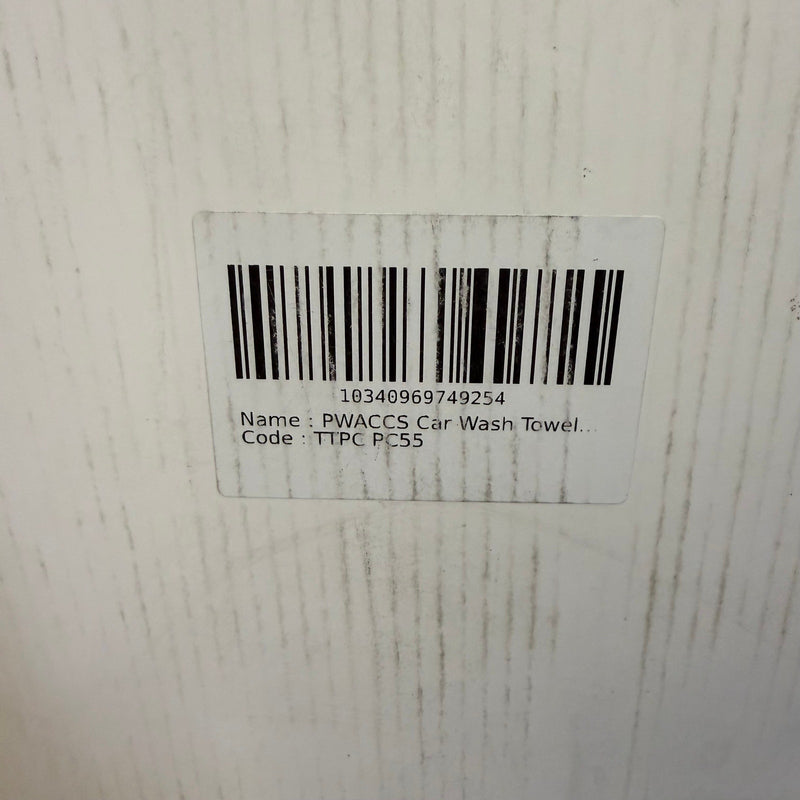 10340969749254
Name : PWACCS Car Wash Towel...
Code : TTPC PC55